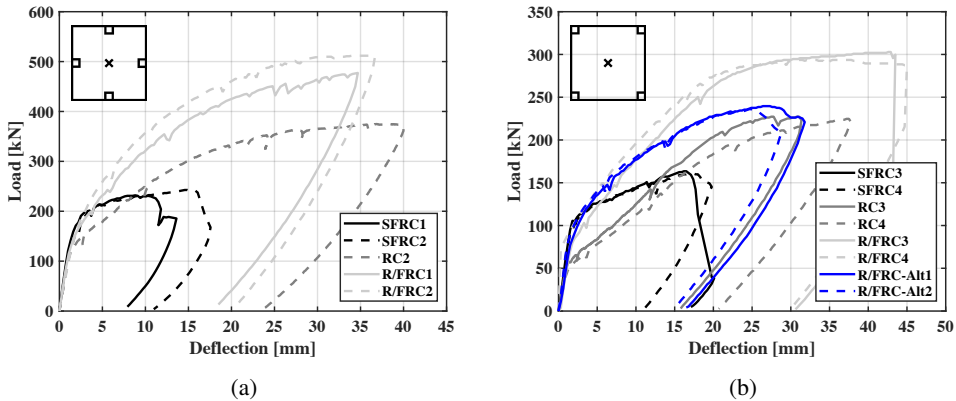 600
500
400
300
200
100
0
0 5 10 15 20 25 30 35 40 45
Load [kN]
Deflection [mm]
SFRC1
SFRC2
RC2
R/FRC1
R/FRC2
(a)
350
300
250
200
150
100
50
0
0 5 10 15 20 25 30 35 40 45 50
Load [kN]
Deflection [mm]
SFRC3
SFRC4
RC3
RC4
R/FRC3
R/FRC4
R/FRC-Alt1
R/FRC-Alt2
(b)